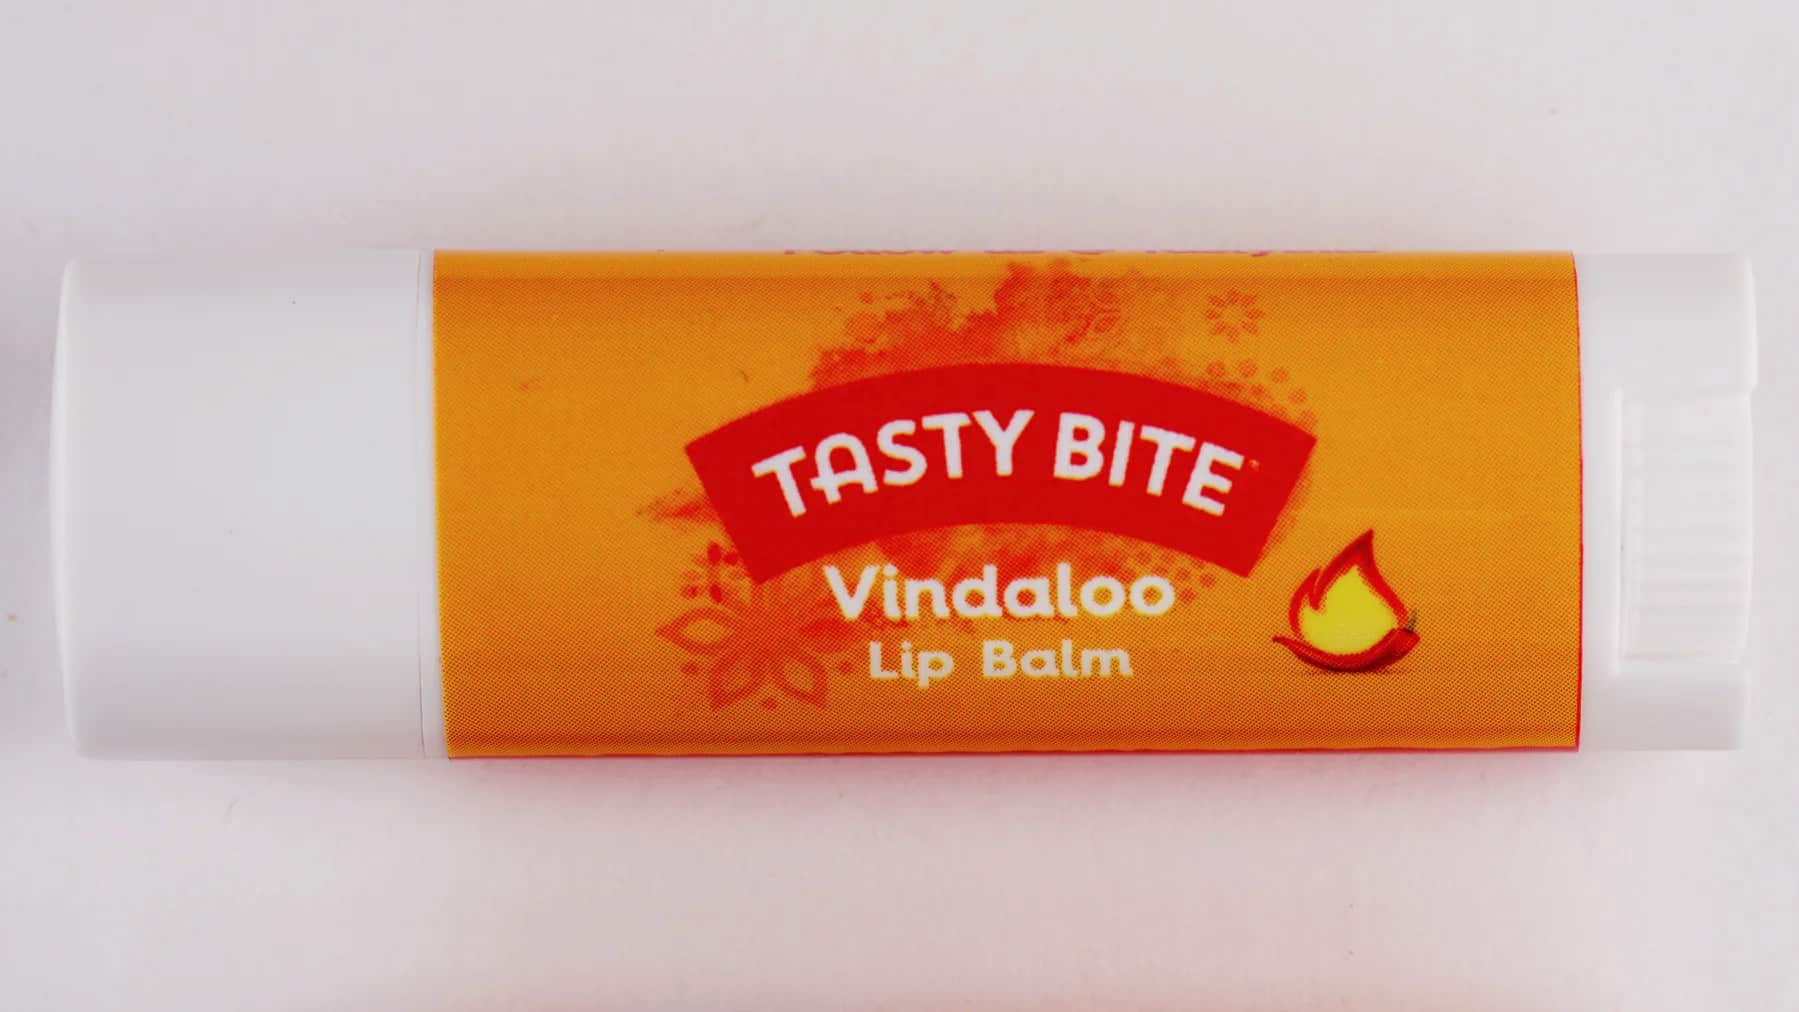 TASTY BITE
Vindaloo
Lip Balm